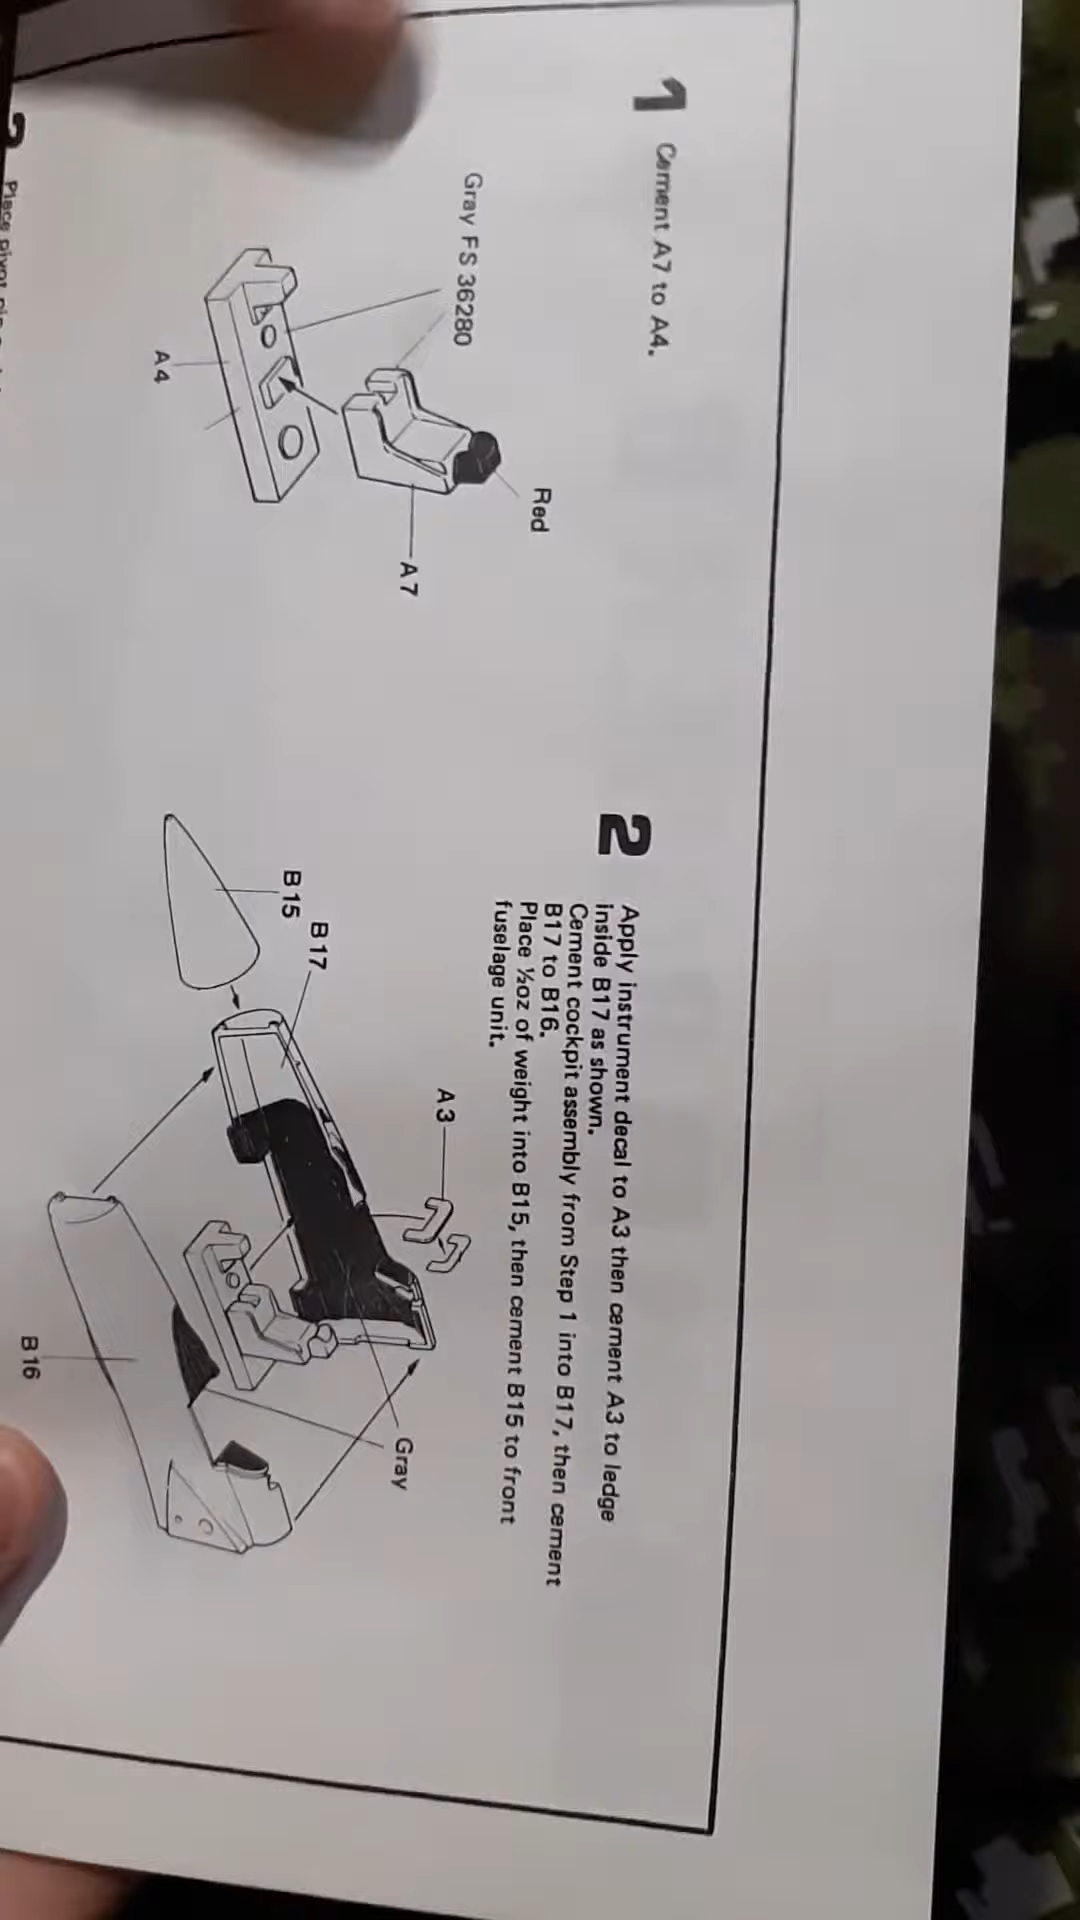 1 Cement A7 to A4.
Gray FS 36280
Red
A4
A7
2 Apply instrument decal to A3 then cement A3 to ledge
inside B17 as shown.
Cement cockpit assembly from Step 1 into B17, then cement
B17 to B16.
Place ½oz of weight into B15, then cement B15 to front
fuselage unit.
A3
B17
B15
Gray
B16
Place pivot